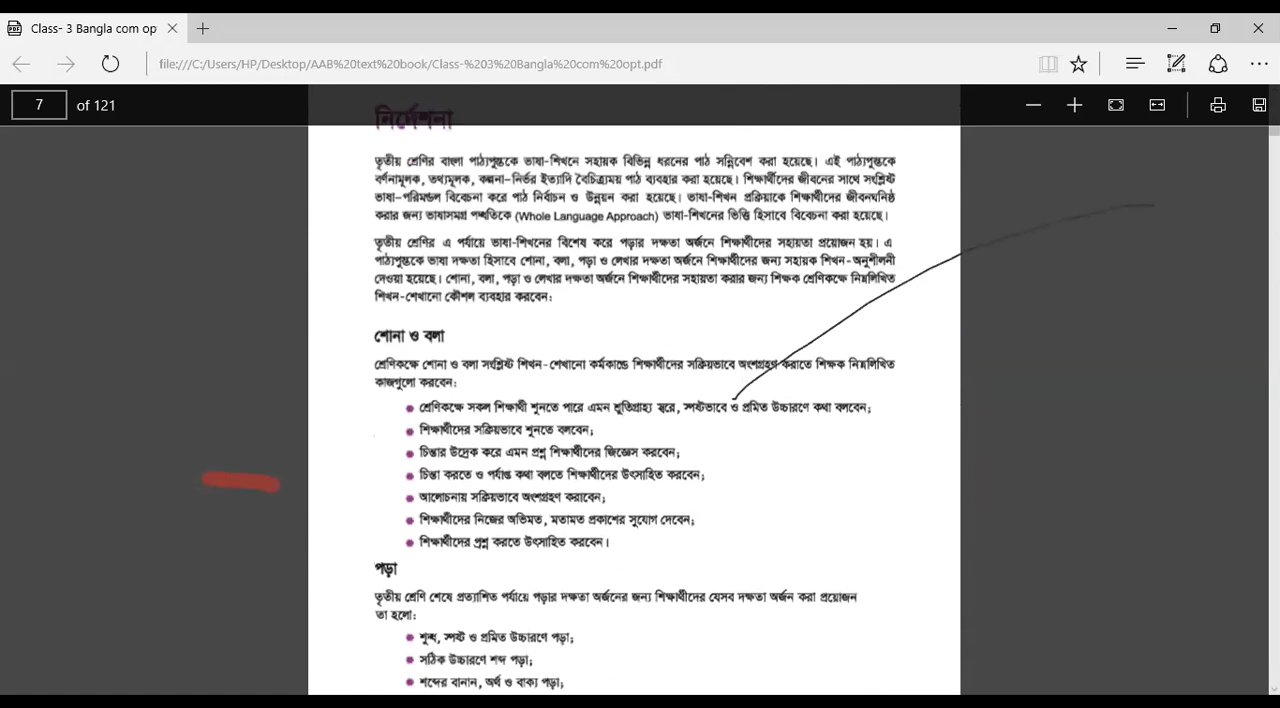 Class- 3 Bangla com op
file:///C:/Users/HP/Desktop/AAB%20text%20book/Class-%203%20Bangla%20com%20opt.pdf
7 of 121
নির্দেশনা
তৃতীয় শ্রেণির বাংলা পাঠ্যপুস্তকে ভাষা-শিখনে সহায়ক বিভিন্ন ধরনের পাঠ সন্নিবেশ করা হয়েছে। এই পাঠ্যপুস্তকে
বর্ণনামূলক, তথ্যমূলক, কল্পনা-নির্ভর ইত্যাদি বৈচিত্র্যময় পাঠ ব্যবহার করা হয়েছে। শিক্ষার্থীদের জীবনের সাথে সংশ্লিষ্ট
ভাষা-পরিমণ্ডল বিবেচনা করে পাঠ নির্বাচন ও উন্নয়ন করা হয়েছে। ভাষা-শিখন প্রক্রিয়াকে শিক্ষার্থীদের জীবনঘনিষ্ঠ
করার জন্য ভাষাসমগ্র পদ্ধতিকে (Whole Language Approach) ভাষা-শিখনের ভিত্তি হিসাবে বিবেচনা করা হয়েছে।
তৃতীয় শ্রেণির এ পর্যায়ে ভাষা-শিখনের বিশেষ করে পড়ার দক্ষতা অর্জনে শিক্ষার্থীদের সহায়তা প্রয়োজন হয়। এ
পাঠ্যপুস্তকে ভাষা দক্ষতা হিসাবে শোনা, বলা, পড়া ও লেখার দক্ষতা অর্জনে শিক্ষার্থীদের জন্য সহায়ক শিখন-অনুশীলনী
দেওয়া হয়েছে। শোনা, বলা, পড়া ও লেখার দক্ষতা অর্জনে শিক্ষার্থীদের সহায়তা করার জন্য শিক্ষক শ্রেণিকক্ষে নিম্নলিখিত
শিখন-শেখানো কৌশল ব্যবহার করবেন:
শোনা ও বলা
শ্রেণিকক্ষে শোনা ও বলা সংশ্লিষ্ট শিখন-শেখানো কর্মকান্ডে শিক্ষার্থীদের সক্রিয়ভাবে অংশগ্রহণ করাতে শিক্ষক নিম্নলিখিত
কাজগুলো করবেন:
শ্রেণিকক্ষে সকল শিক্ষার্থী শুনতে পারে এমন শ্রুতিগ্রাহ্য স্বরে, স্পষ্টভাবে ও প্রমিত উচ্চারণে কথা বলবেন;
শিক্ষার্থীদের সক্রিয়ভাবে শুনতে বলবেন;
চিন্তার উদ্রেক করে এমন প্রশ্ন শিক্ষার্থীদের জিজ্ঞেস করবেন;
চিন্তা করতে ও পর্যাপ্ত কথা বলতে শিক্ষার্থীদের উৎসাহিত করবেন;
আলোচনায় সক্রিয়ভাবে অংশগ্রহণ করাবেন;
শিক্ষার্থীদের নিজের অভিমত, মতামত প্রকাশের সুযোগ দেবেন;
শিক্ষার্থীদের প্রশ্ন করতে উৎসাহিত করবেন।
পড়া
তৃতীয় শ্রেণি শেষে প্রত্যাশিত পর্যায়ে পড়ার দক্ষতা অর্জনের জন্য শিক্ষার্থীদের যেসব দক্ষতা অর্জন করা প্রয়োজন
তা হলো:
শুদ্ধ, স্পষ্ট ও প্রমিত উচ্চারণে পড়া;
সঠিক উচ্চারণে শব্দ পড়া;
শব্দের বানান, অর্থ ও বাক্য পড়া;